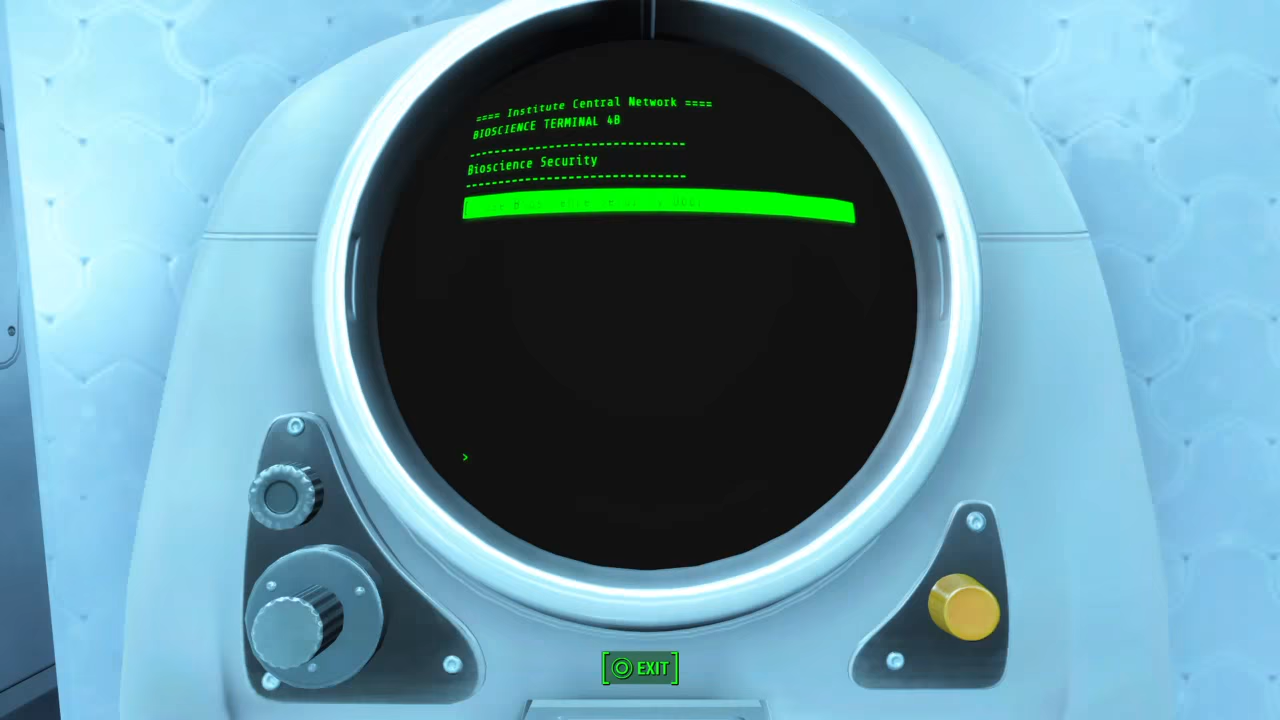 ==== Institute Central Network ====
BIOSCIENCE TERMINAL 4B
------------------------------
Bioscience Security
------------------------------
>
EXIT